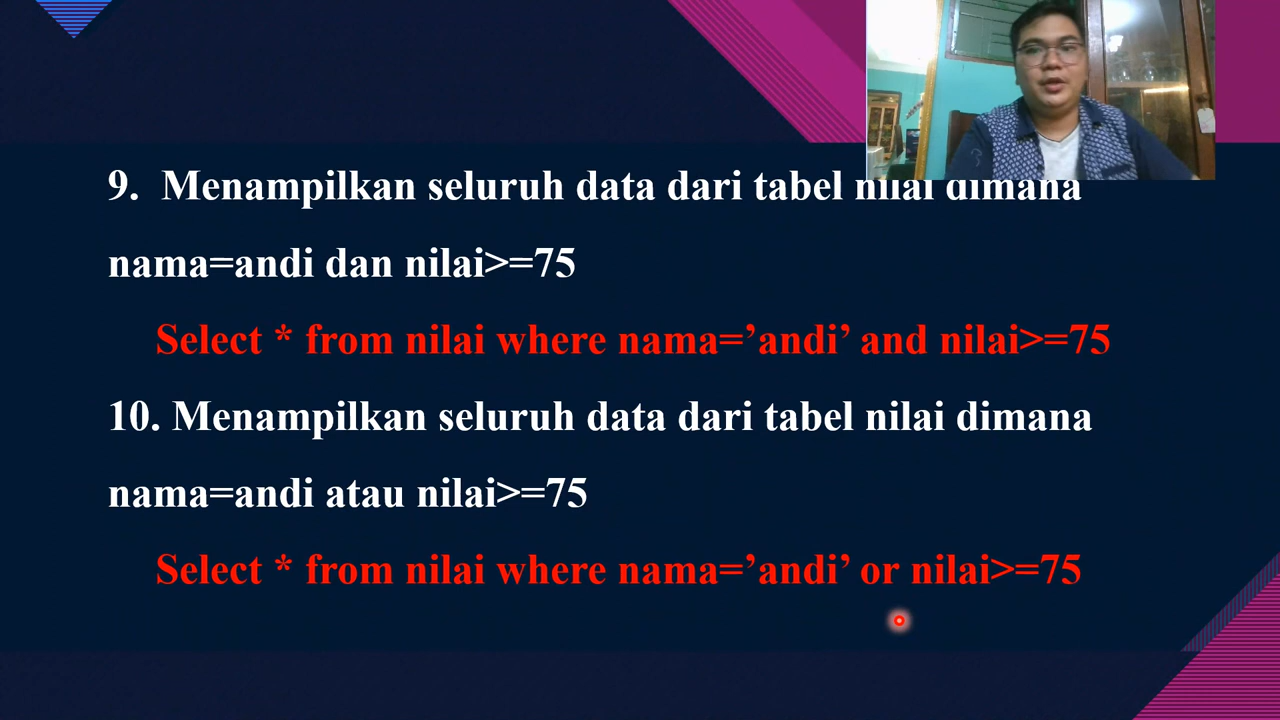 9. Menampilkan seluruh data dari tabel nilai dimana
nama=andi dan nilai>=75
Select * from nilai where nama=’andi’ and nilai>=75
10. Menampilkan seluruh data dari tabel nilai dimana
nama=andi atau nilai>=75
Select * from nilai where nama=’andi’ or nilai>=75